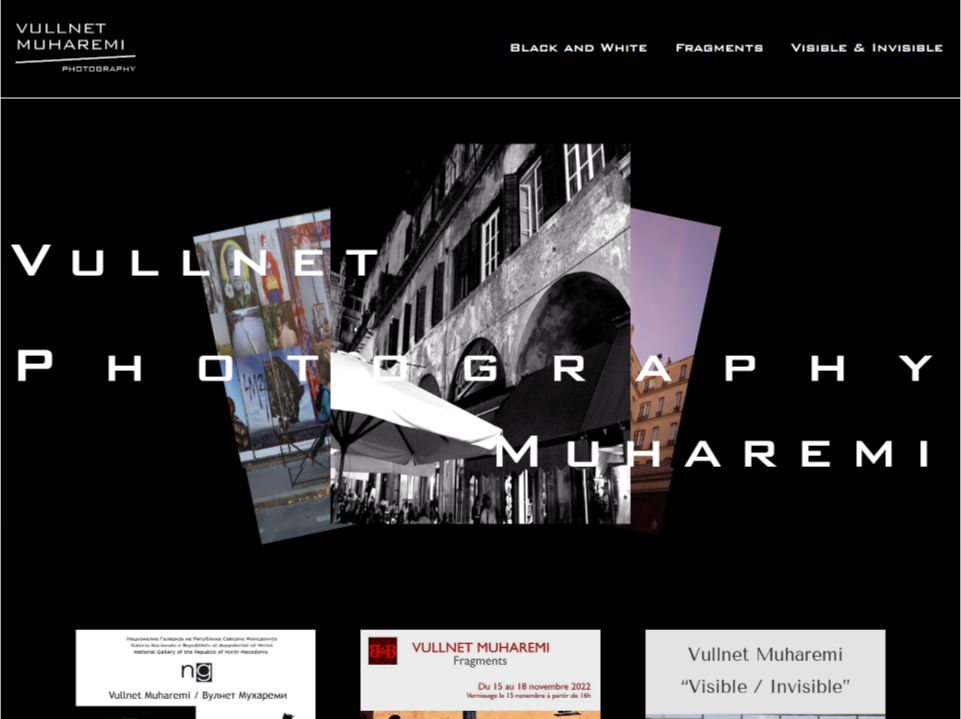 VULLNET
MUHAREMI
PHOTOGRAPHY
BLACK AND WHITE FRAGMENTS VISIBLE & INVISIBLE
VULLNET
PHOTOGRAPHY
MUHAREMI
Национална Галерија на Република Северна Македонија
Galeria Nacionale e Republikës së Maqedonisë së Veriut
National Gallery of the Republic of North Macedonia
ng
Vullnet Muharemi / Вулнет Мухареми
B&B
VULLNET MUHAREMI
Fragments
Du 15 au 18 novembre 2022
Vernissage le 15 novembre à partir de 16h
Vullnet Muharemi
“Visible / Invisible”